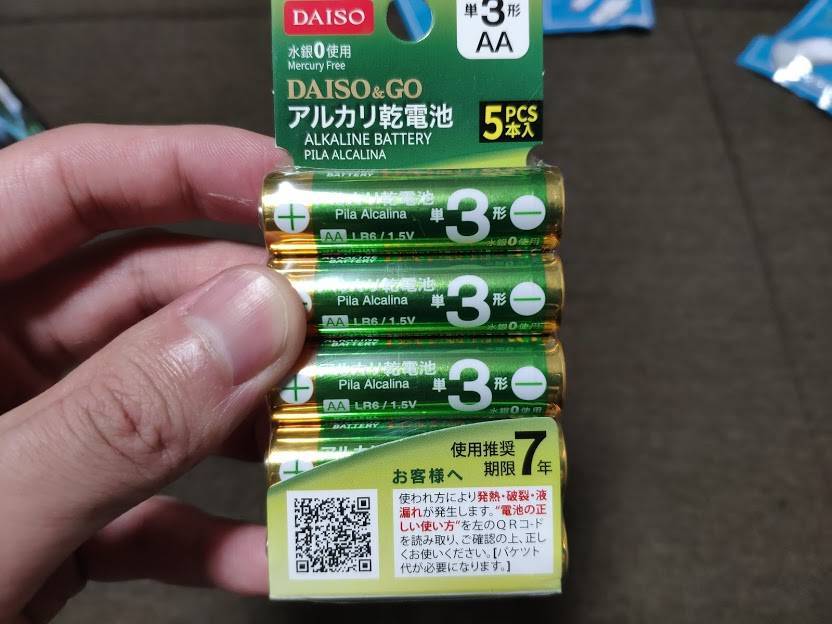 DAISO
単3形
AA
水銀0使用
Mercury Free
DAISO&GO
アルカリ乾電池
5PCS本入
ALKALINE BATTERY
PILA ALCALINA
BATTERY
アルカリ乾電池
Pila Alcalina
単3形
AA LR6 / 1.5V
水銀0使用
BATTERY
アルカリ乾電池
Pila Alcalina
単3形
AA LR6 / 1.5V
水銀0使用
BATTERY
アルカリ乾電池
Pila Alcalina
単3形
AA LR6 / 1.5V
水銀0使用
BATTERY
使用推奨期限7年
お客様へ
使われ方により発熱・破裂・液
漏れが発生します。"電池の正
しい使い方"を左のQRコード
を読み取り、ご確認の上、正し
くお使いください。[パケット
代が必要になります。]